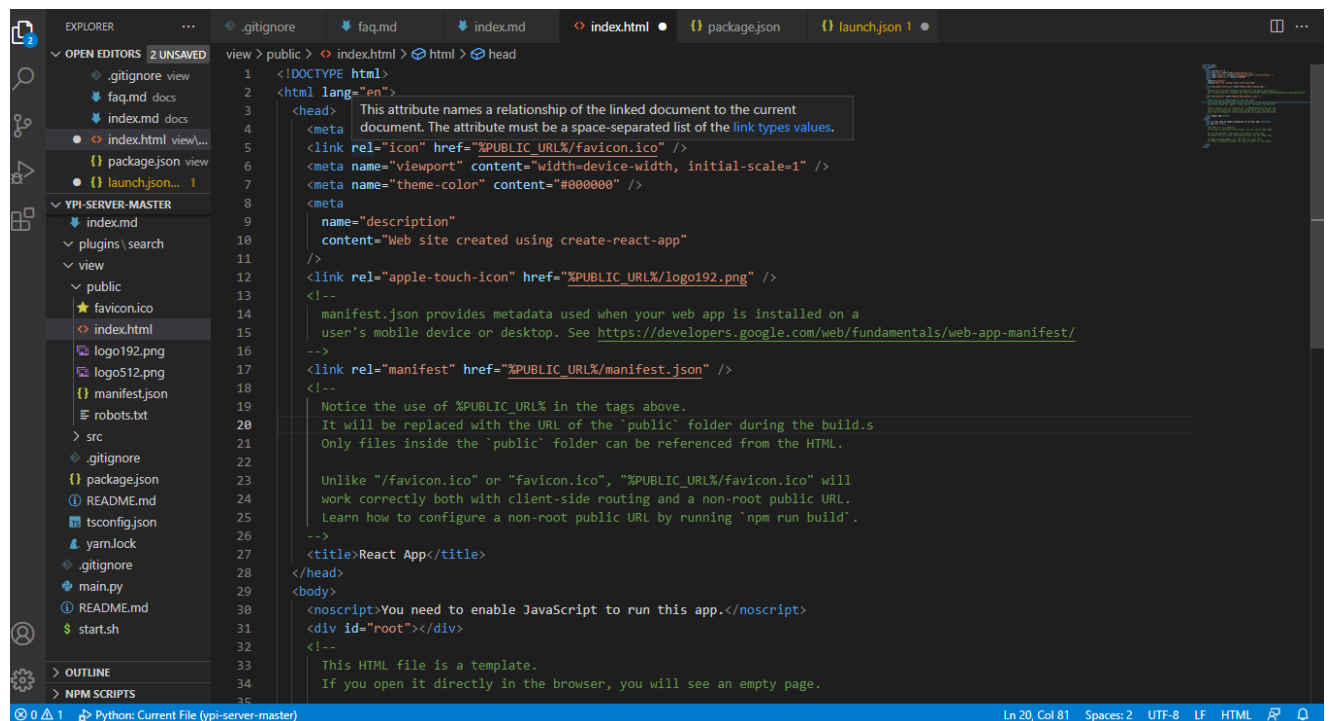 EXPLORER
.gitignore
faq.md
index.md
index.html
package.json
launch.json 1
OPEN EDITORS 2 UNSAVED
.gitignore view
faq.md docs
index.md docs
index.html view\...
package.json view
launch.json... 1
YPI-SERVER-MASTER
index.md
plugins\search
view
public
favicon.ico
index.html
logo192.png
logo512.png
manifest.json
robots.txt
src
.gitignore
package.json
README.md
tsconfig.json
yarn.lock
.gitignore
main.py
README.md
start.sh
OUTLINE
NPM SCRIPTS
2
view > public > index.html > html > head
1 <!DOCTYPE html>
2 <html lang="en">
3 <head>
This attribute names a relationship of the linked document to the current
document. The attribute must be a space-separated list of the link types values.
4 <meta
5 <link rel="icon" href="%PUBLIC_URL%/favicon.ico" />
6 <meta name="viewport" content="width=device-width, initial-scale=1" />
7 <meta name="theme-color" content="#000000" />
8 <meta
9 name="description"
10 content="Web site created using create-react-app"
11 />
12 <link rel="apple-touch-icon" href="%PUBLIC_URL%/logo192.png" />
13 <!--
14 manifest.json provides metadata used when your web app is installed on a
15 user's mobile device or desktop. See https://developers.google.com/web/fundamentals/web-app-manifest/
16 -->
17 <link rel="manifest" href="%PUBLIC_URL%/manifest.json" />
18 <!--
19 Notice the use of %PUBLIC_URL% in the tags above.
20 It will be replaced with the URL of the `public` folder during the build.s
21 Only files inside the `public` folder can be referenced from the HTML.
22
23 Unlike "/favicon.ico" or "favicon.ico", "%PUBLIC_URL%/favicon.ico" will
24 work correctly both with client-side routing and a non-root public URL.
25 Learn how to configure a non-root public URL by running `npm run build`.
26 -->
27 <title>React App</title>
28 </head>
29 <body>
30 <noscript>You need to enable JavaScript to run this app.</noscript>
31 <div id="root"></div>
32 <!--
33 This HTML file is a template.
34 If you open it directly in the browser, you will see an empty page.
35
0 1 Python: Current File (ypi-server-master)
Ln 20, Col 81 Spaces: 2 UTF-8 LF HTML